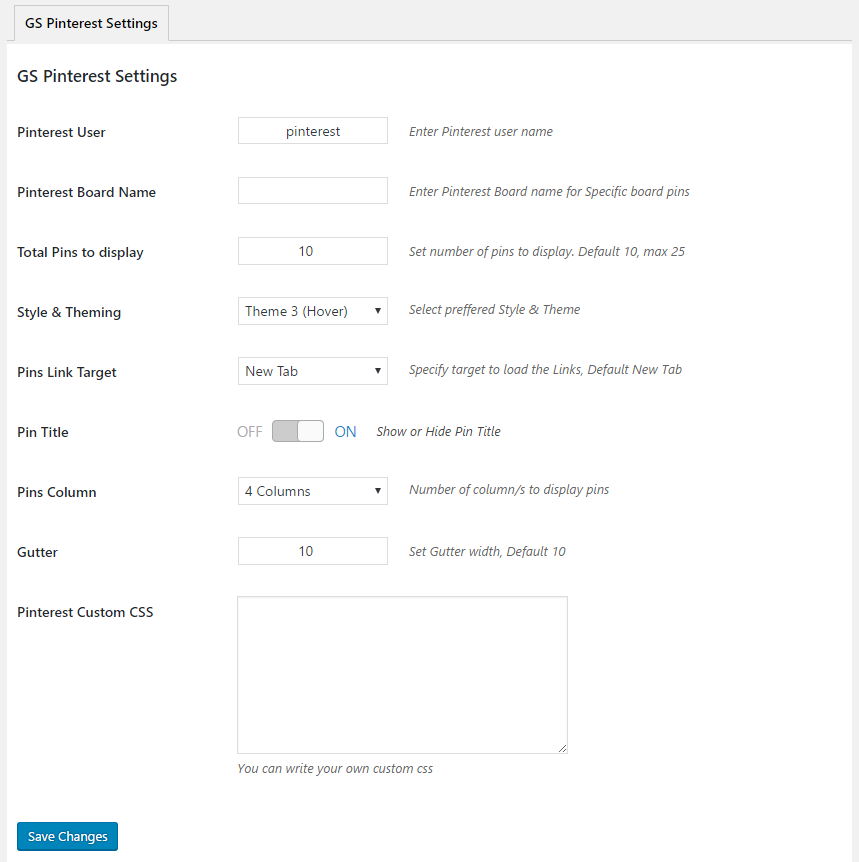 GS Pinterest Settings
GS Pinterest Settings
Pinterest User pinterest Enter Pinterest user name
Pinterest Board Name Enter Pinterest Board name for Specific board pins
Total Pins to display 10 Set number of pins to display. Default 10, max 25
Style & Theming Theme 3 (Hover) Select preffered Style & Theme
Pins Link Target New Tab Specify target to load the Links, Default New Tab
Pin Title OFF ON Show or Hide Pin Title
Pins Column 4 Columns Number of column/s to display pins
Gutter 10 Set Gutter width, Default 10
Pinterest Custom CSS
You can write your own custom css
Save Changes